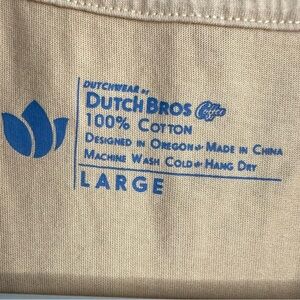 DUTCHWEAR BY
DUTCH BROS Coffee
100% COTTON
DESIGNED IN OREGON MADE IN CHINA
MACHINE WASH COLD HANG DRY
LARGE